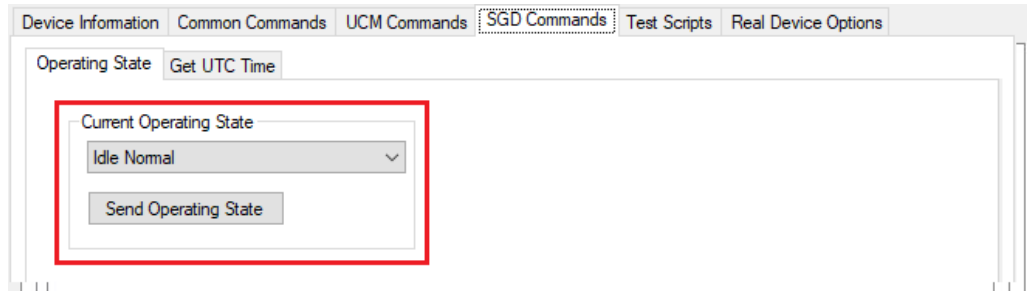 Device Information Common Commands UCM Commands SGD Commands Test Scripts Real Device Options
Operating State Get UTC Time
Current Operating State
Idle Normal
Send Operating State